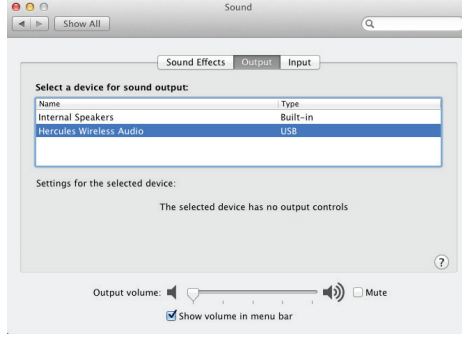 Sound
Show All
Sound Effects Output Input
Select a device for sound output:
Name Type
Internal Speakers Built-in
Hercules Wireless Audio USB
Settings for the selected device:
The selected device has no output controls
?
Output volume: Mute
Show volume in menu bar